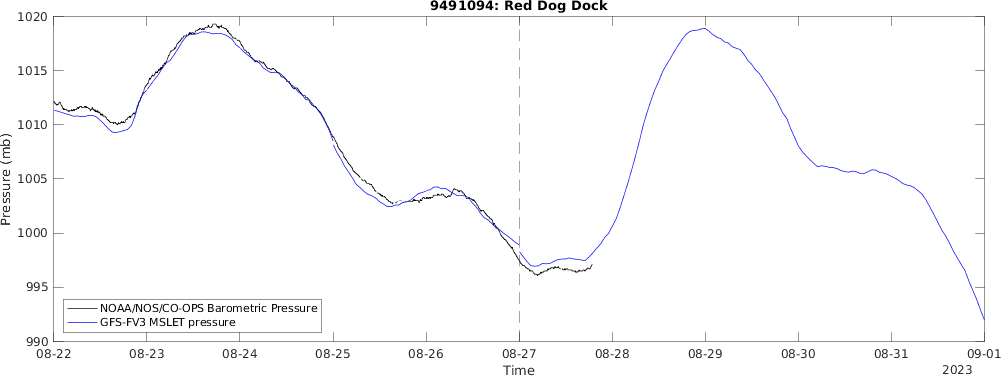 9491094: Red Dog Dock
1020
1015
1010
1005
1000
995
990
Pressure (mb)
NOAA/NOS/CO-OPS Barometric Pressure
GFS-FV3 MSLET pressure
08-22 08-23 08-24 08-25 08-26 08-27 08-28 08-29 08-30 08-31 09-01
Time
2023